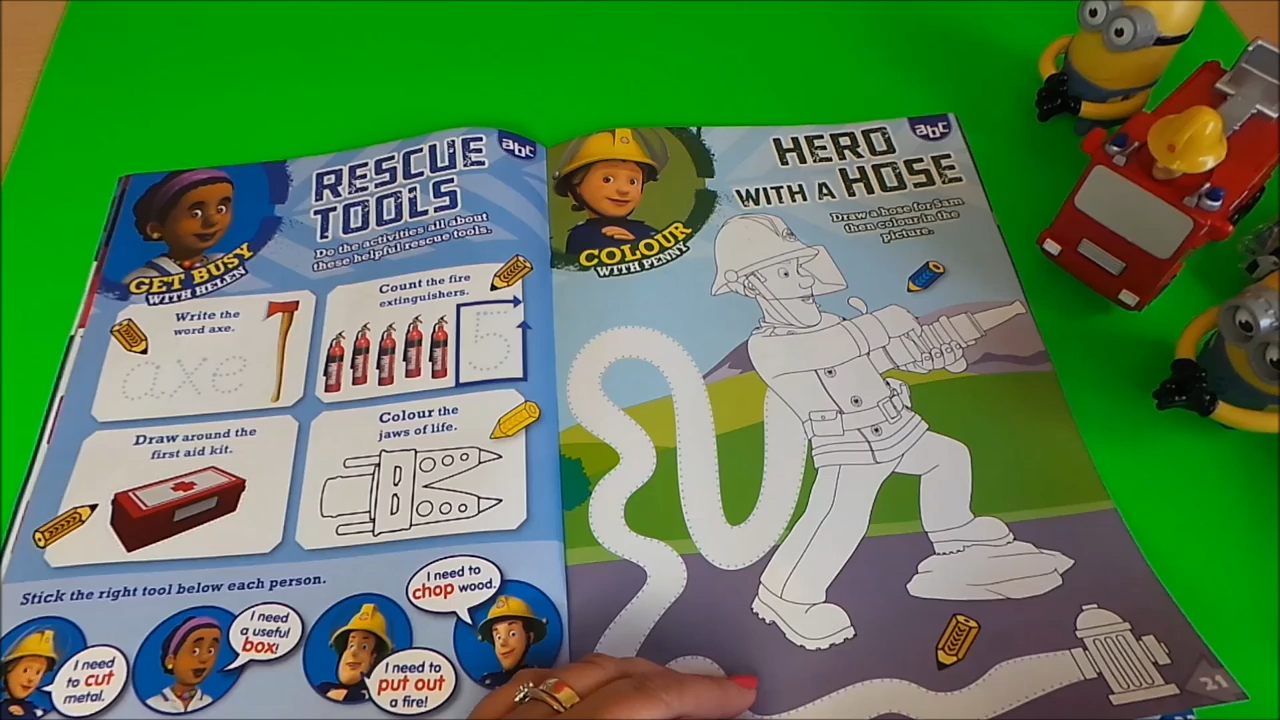 abc
RESCUE
TOOLS
Do the activities all about
these helpful rescue tools.
GET BUSY
WITH HELEN
Write the
word axe.
axe
Count the fire
extinguishers.
5
Draw around the
first aid kit.
Colour the
jaws of life.
Stick the right tool below each person.
I need
to cut
metal.
I need
a useful
box!
I need to
put out
a fire!
I need to
chop wood.
abc
HERO
WITH A HOSE
Draw a hose for Sam
then colour in the
picture.
COLOUR
WITH PENNY
21